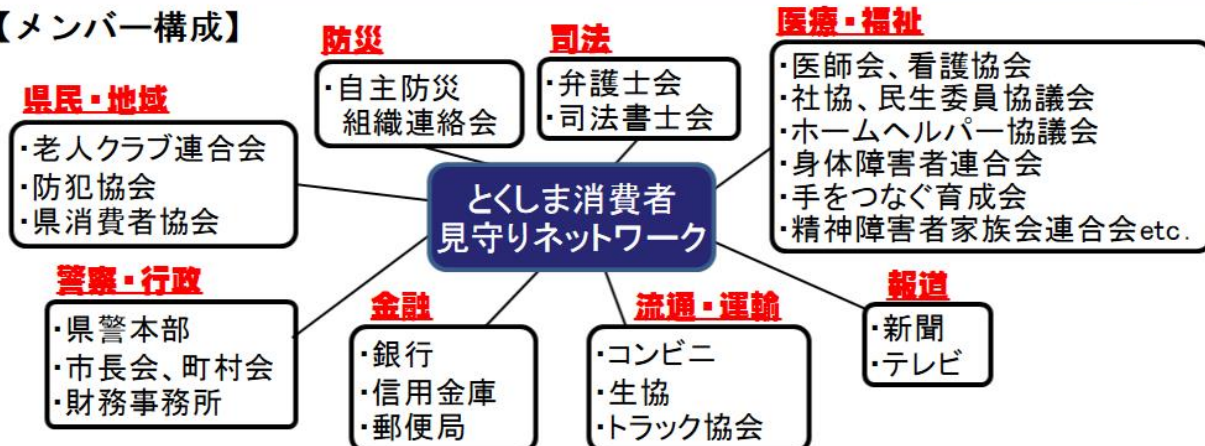 【メンバー構成】
防災
・自主防災
組織連絡会
司法
・弁護士会
・司法書士会
医療・福祉
・医師会、看護協会
・社協、民生委員協議会
・ホームヘルパー協議会
・身体障害者連合会
・手をつなぐ育成会
・精神障害者家族会連合会etc.
県民・地域
・老人クラブ連合会
・防犯協会
・県消費者協会
とくしま消費者
見守りネットワーク
警察・行政
・県警本部
・市長会、町村会
・財務事務所
金融
・銀行
・信用金庫
・郵便局
流通・運輸
・コンビニ
・生協
・トラック協会
報道
・新聞
・テレビ